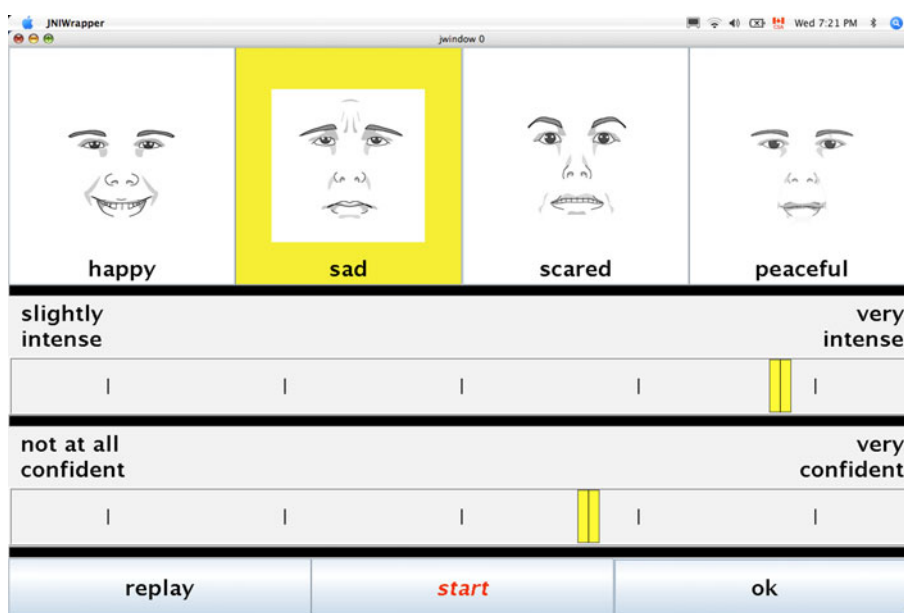 JNIWrapper
CSA
Wed 7:21 PM
jwindow 0
happy
sad
scared
peaceful
slightly
intense
very
intense
not at all
confident
very
confident
replay
start
ok